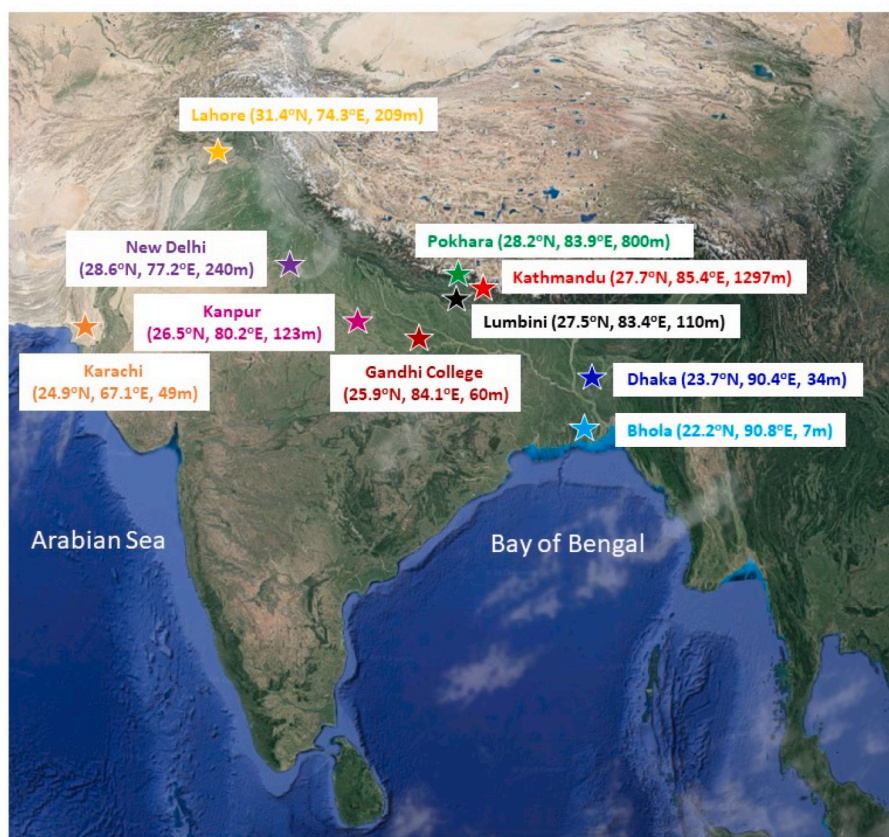 Lahore (31.4°N, 74.3°E, 209m)
New Delhi
(28.6°N, 77.2°E, 240m)
Pokhara (28.2°N, 83.9°E, 800m)
Kathmandu (27.7°N, 85.4°E, 1297m)
Kanpur
(26.5°N, 80.2°E, 123m)
Lumbini (27.5°N, 83.4°E, 110m)
Karachi
(24.9°N, 67.1°E, 49m)
Gandhi College
(25.9°N, 84.1°E, 60m)
Dhaka (23.7°N, 90.4°E, 34m)
Bhola (22.2°N, 90.8°E, 7m)
Arabian Sea
Bay of Bengal